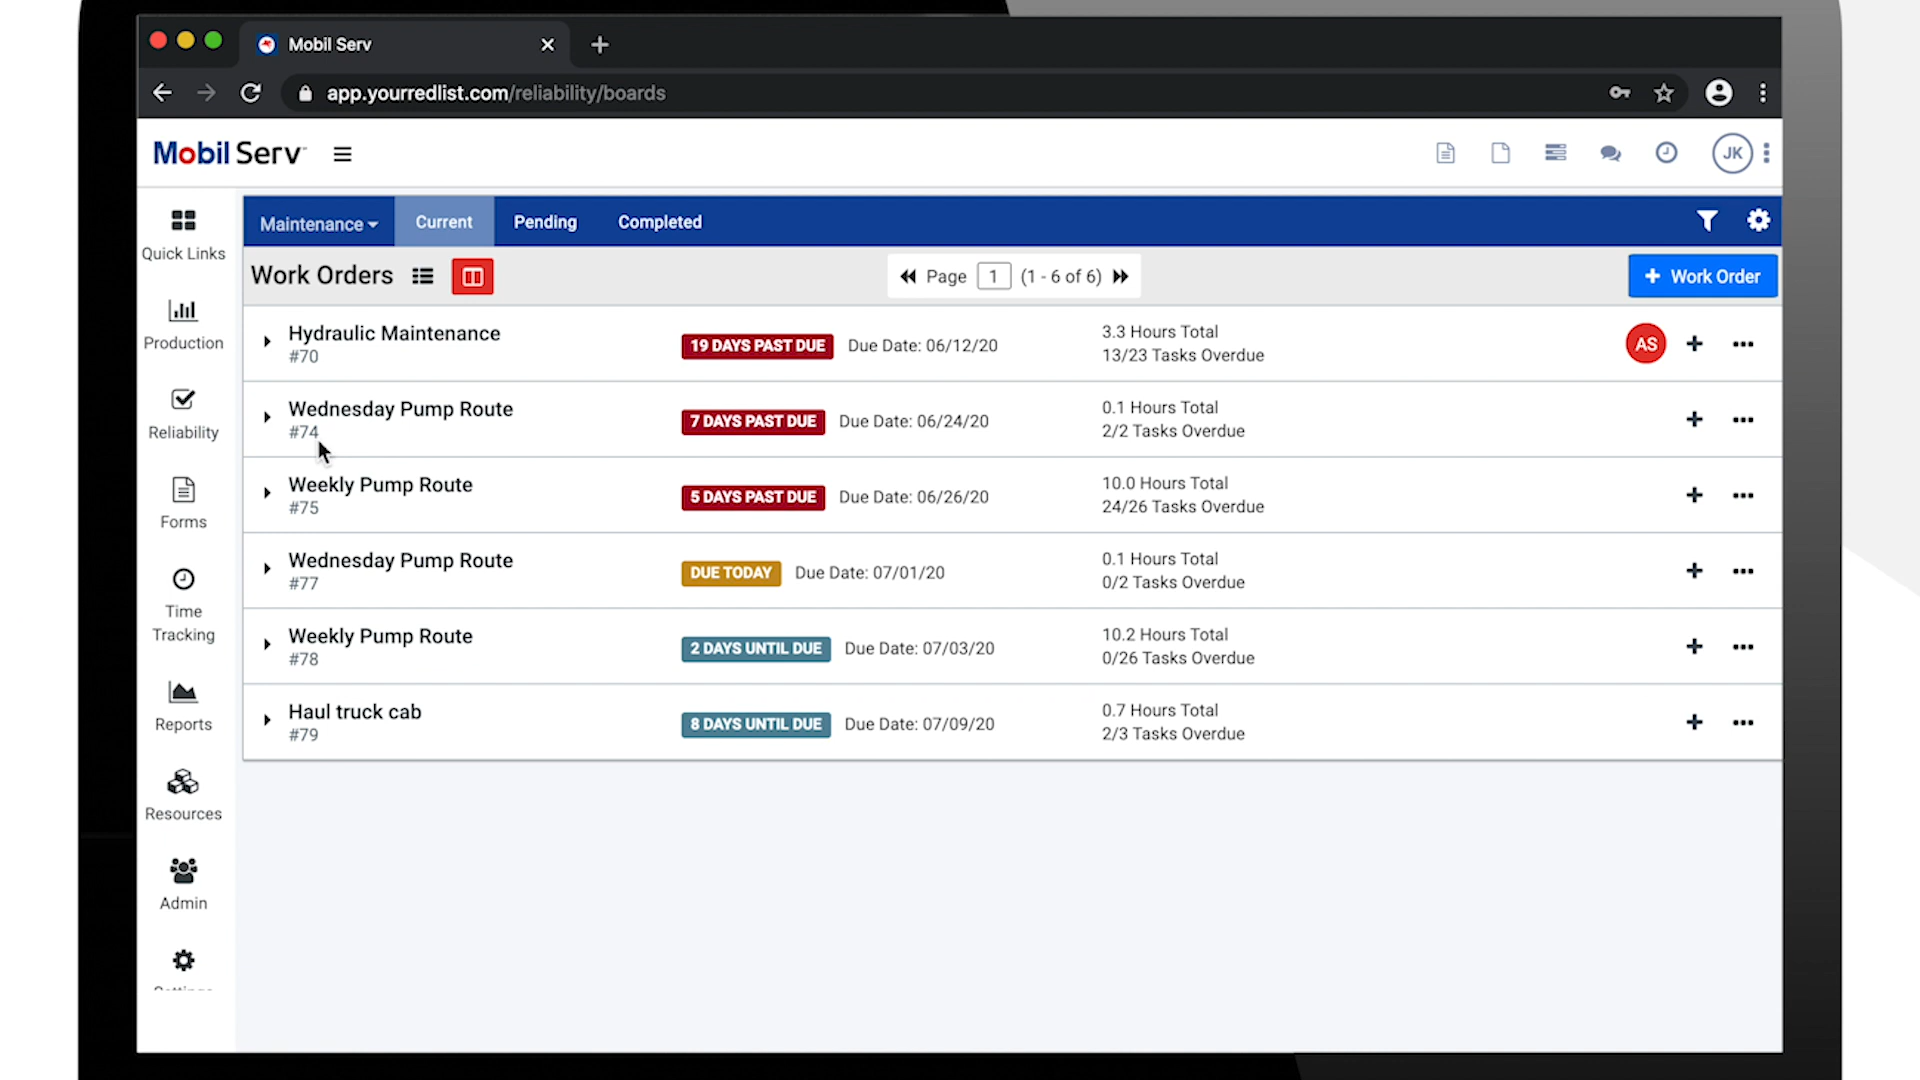 Mobil Serv
app.yourredlist.com/reliability/boards
Mobil Serv
JK
Maintenance
Current
Pending
Completed
Quick Links
Production
Reliability
Forms
Time
Tracking
Reports
Resources
Admin
Work Orders
Page 1 (1 - 6 of 6)
+ Work Order
Hydraulic Maintenance
#70
19 DAYS PAST DUE
Due Date: 06/12/20
3.3 Hours Total
13/23 Tasks Overdue
AS
Wednesday Pump Route
#74
7 DAYS PAST DUE
Due Date: 06/24/20
0.1 Hours Total
2/2 Tasks Overdue
Weekly Pump Route
#75
5 DAYS PAST DUE
Due Date: 06/26/20
10.0 Hours Total
24/26 Tasks Overdue
Wednesday Pump Route
#77
DUE TODAY
Due Date: 07/01/20
0.1 Hours Total
0/2 Tasks Overdue
Weekly Pump Route
#78
2 DAYS UNTIL DUE
Due Date: 07/03/20
10.2 Hours Total
0/26 Tasks Overdue
Haul truck cab
#79
8 DAYS UNTIL DUE
Due Date: 07/09/20
0.7 Hours Total
2/3 Tasks Overdue